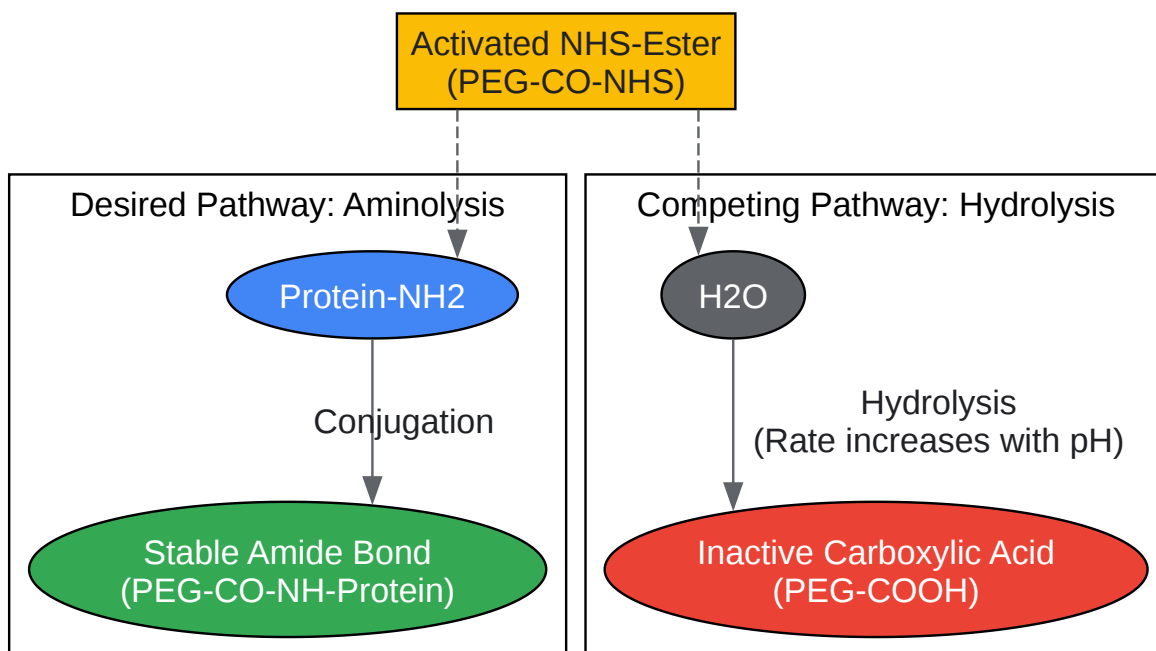 Activated NHS-Ester
(PEG-CO-NHS)
Desired Pathway: Aminolysis
Competing Pathway: Hydrolysis
Protein-NH2
H2O
Conjugation
Hydrolysis
(Rate increases with pH)
Stable Amide Bond
(PEG-CO-NH-Protein)
Inactive Carboxylic Acid
(PEG-COOH)